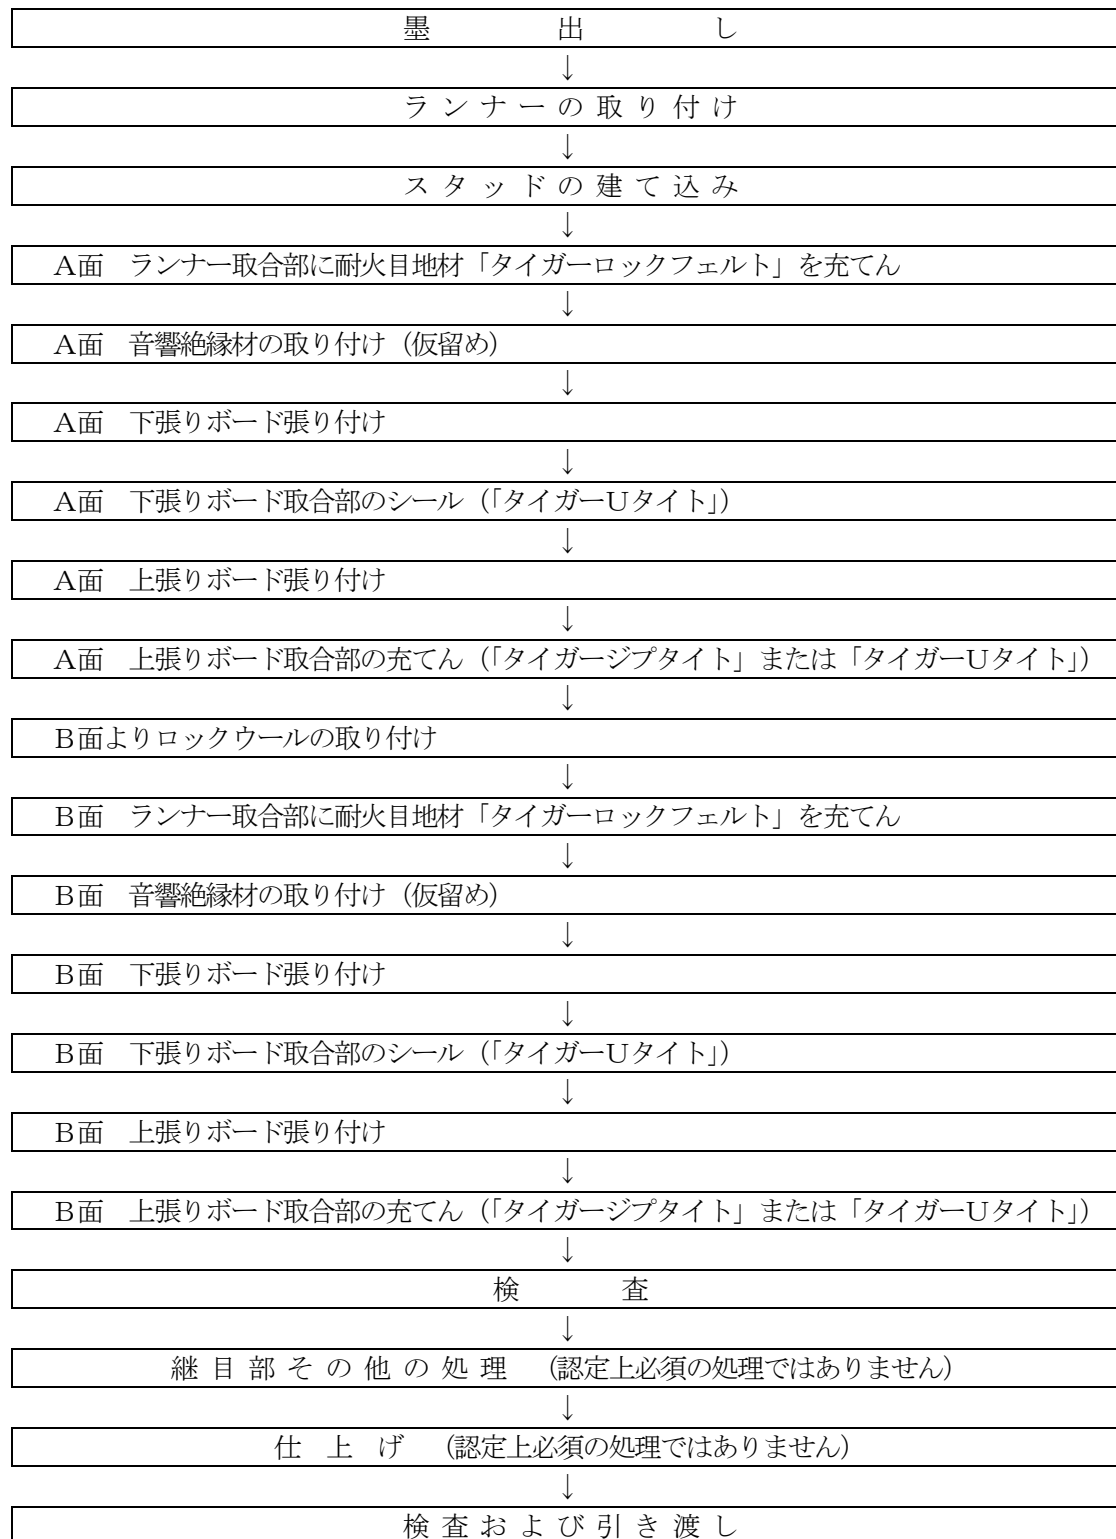 墨出し
↓
ランナーの取り付け
↓
スタッドの建て込み
↓
A面　ランナー取合部に耐火目地材「タイガーロックフェルト」を充てん
↓
A面　音響絶縁材の取り付け（仮留め）
↓
A面　下張りボード張り付け
↓
A面　下張りボード取合部のシール（「タイガーUタイト」）
↓
A面　上張りボード張り付け
↓
A面　上張りボード取合部の充てん（「タイガージプタイト」または「タイガーUタイト」）
↓
B面よりロックウールの取り付け
↓
B面　ランナー取合部に耐火目地材「タイガーロックフェルト」を充てん
↓
B面　音響絶縁材の取り付け（仮留め）
↓
B面　下張りボード張り付け
↓
B面　下張りボード取合部のシール（「タイガーUタイト」）
↓
B面　上張りボード張り付け
↓
B面　上張りボード取合部の充てん（「タイガージプタイト」または「タイガーUタイト」）
↓
検査
↓
継目部その他の処理　（認定上必須の処理ではありません）
↓
仕上げ　（認定上必須の処理ではありません）
↓
検査および引き渡し